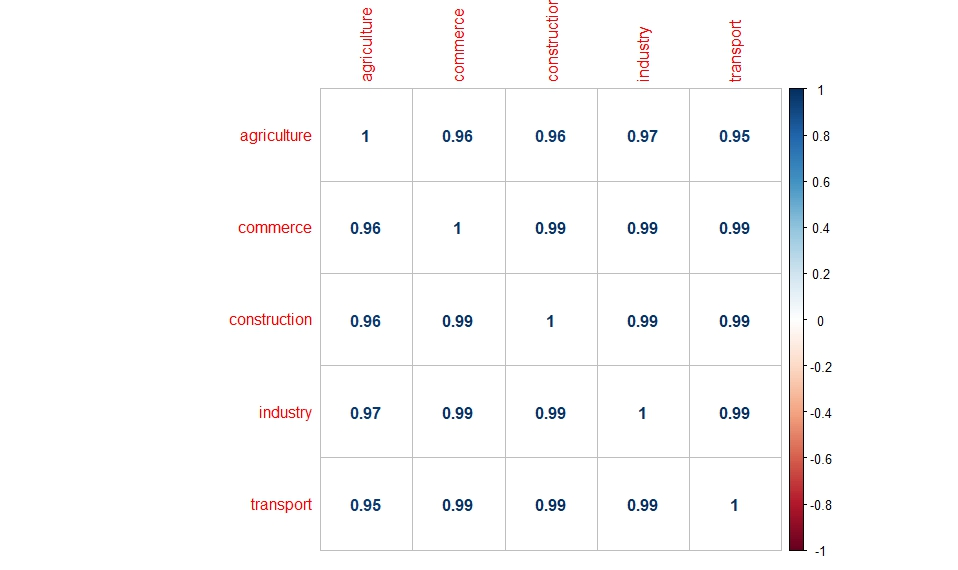 agriculture commerce construction industry transport
1
agriculture 1 0.96 0.96 0.97 0.95
0.8
0.6
commerce 0.96 1 0.99 0.99 0.99
0.4
0.2
construction 0.96 0.99 1 0.99 0.99
0
-0.2
industry 0.97 0.99 0.99 1 0.99
-0.4
-0.6
transport 0.95 0.99 0.99 0.99 1
-0.8
-1